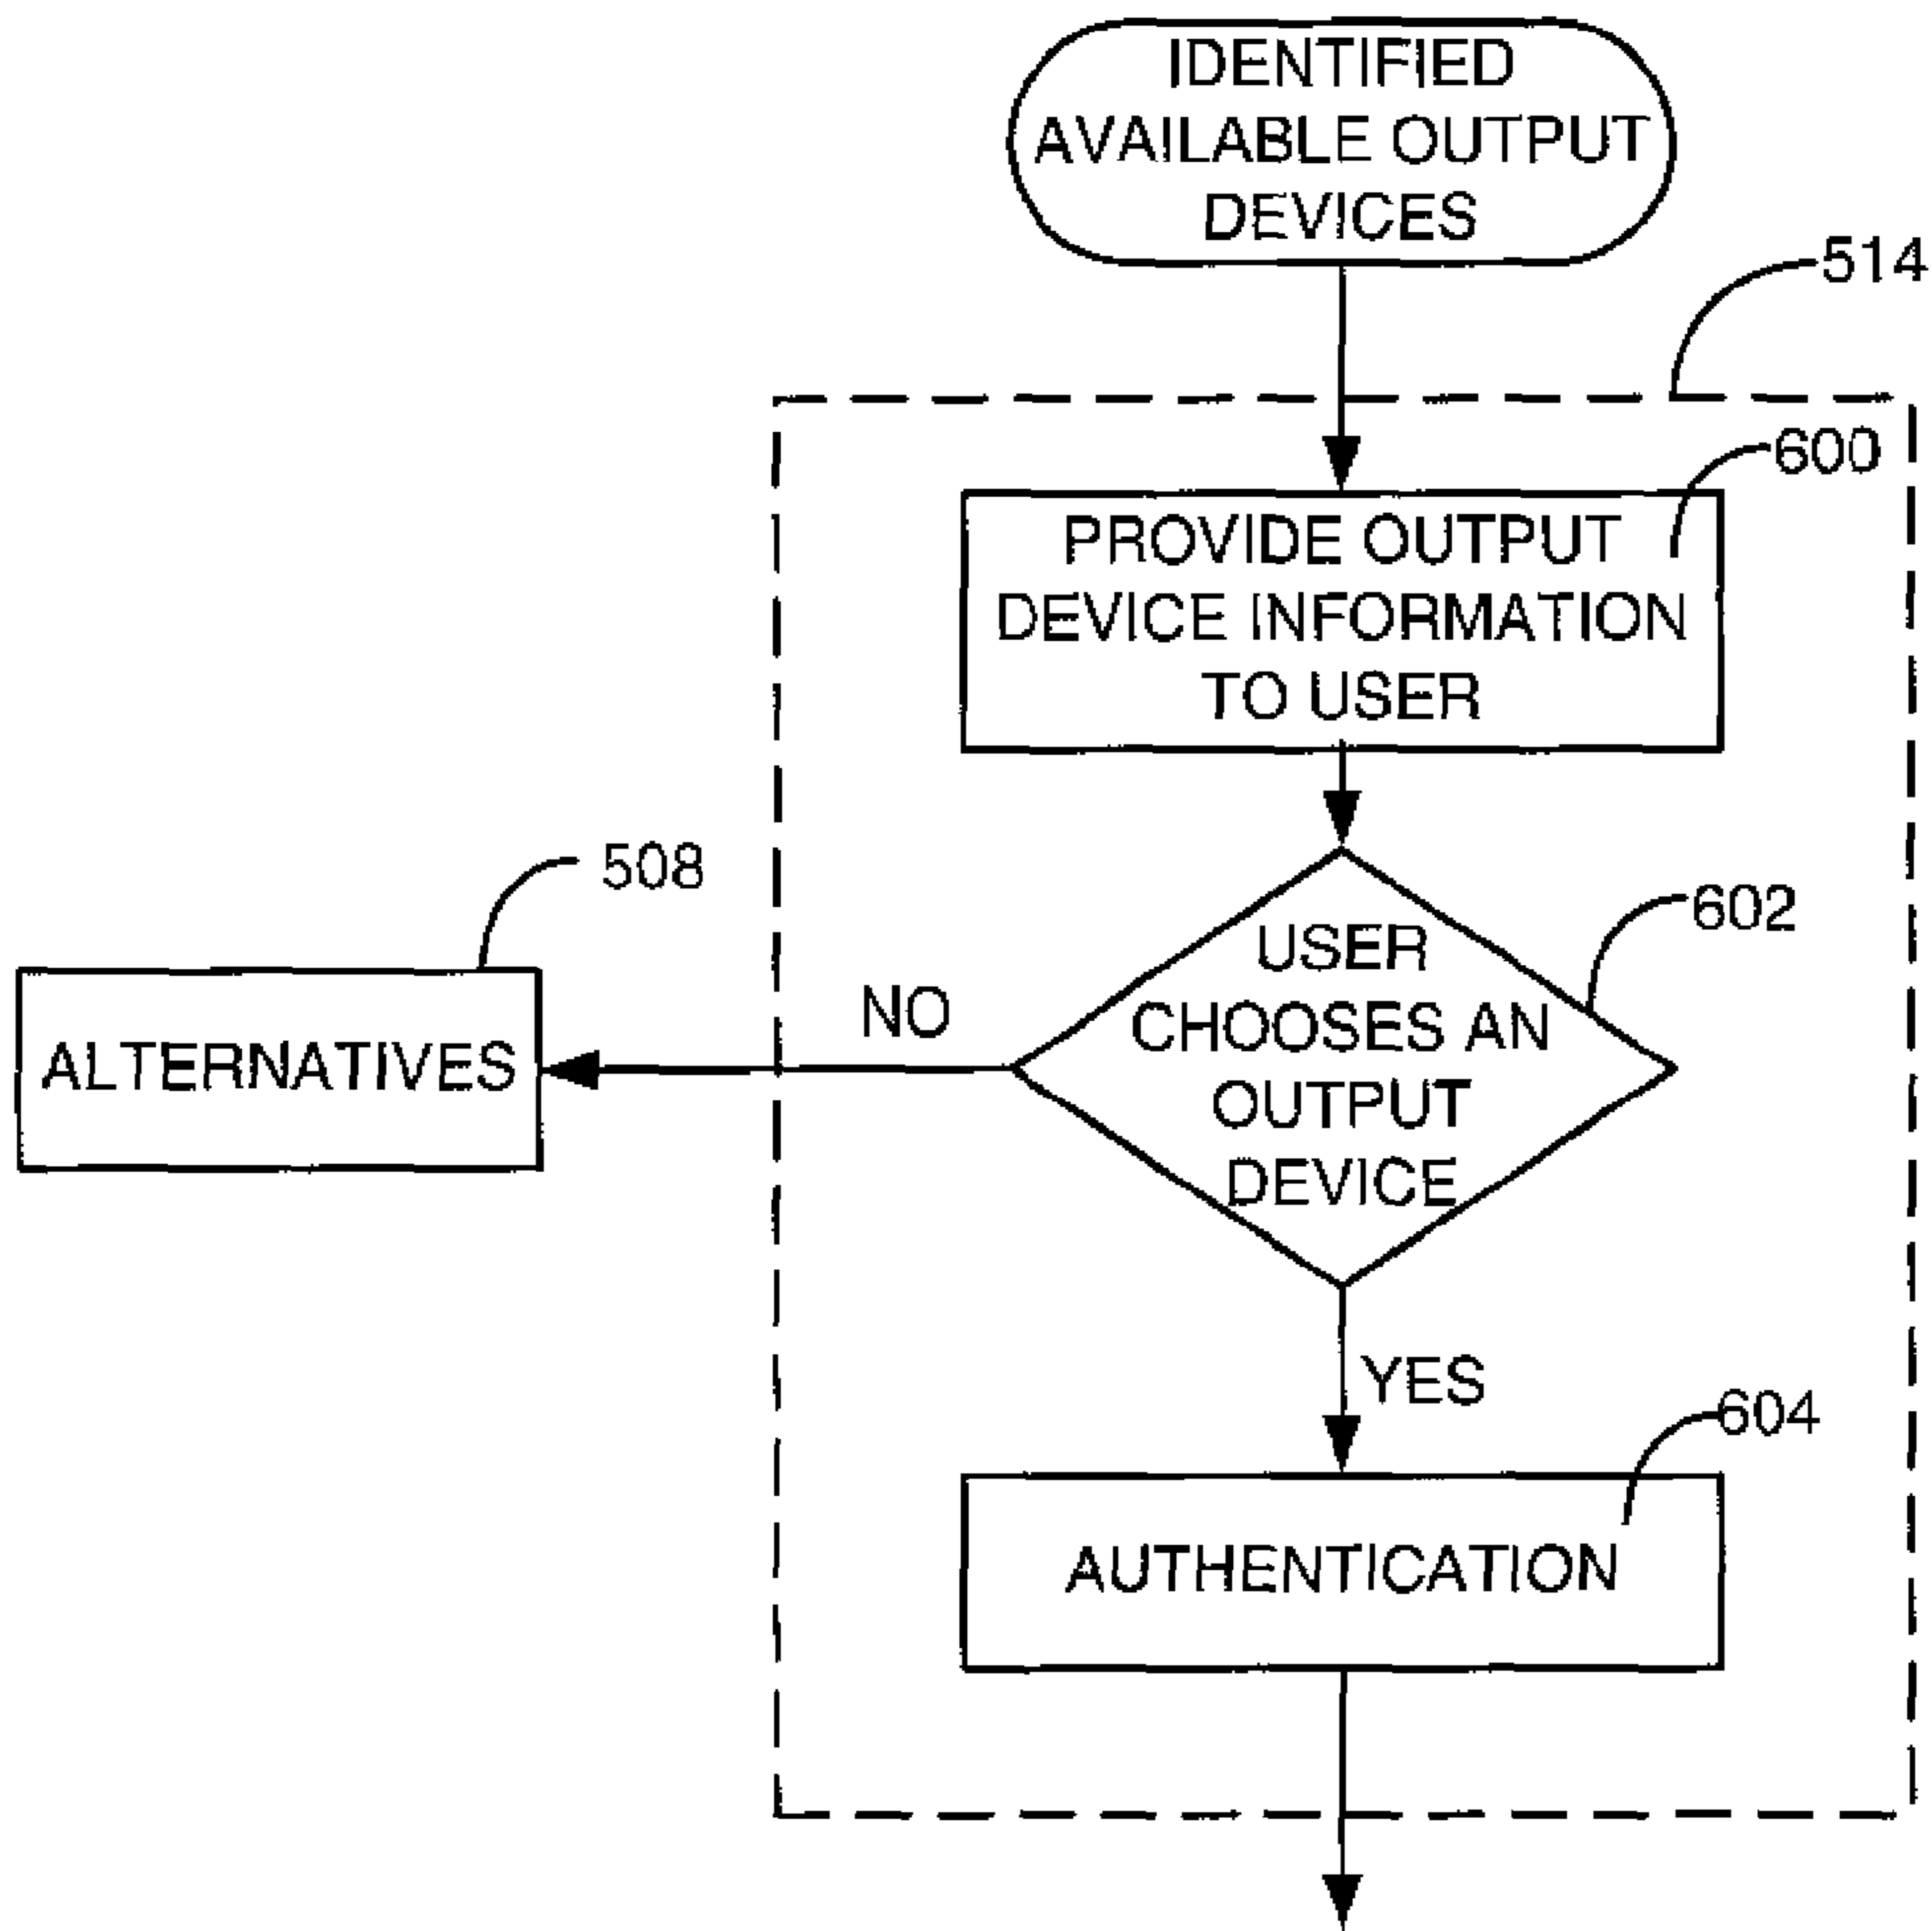 IDENTIFIED
AVAILABLE OUTPUT
DEVICES
514
600
PROVIDE OUTPUT
DEVICE INFORMATION
TO USER
508
602
USER
CHOOSES AN
OUTPUT
DEVICE
NO
ALTERNATIVES
YES
604
AUTHENTICATION